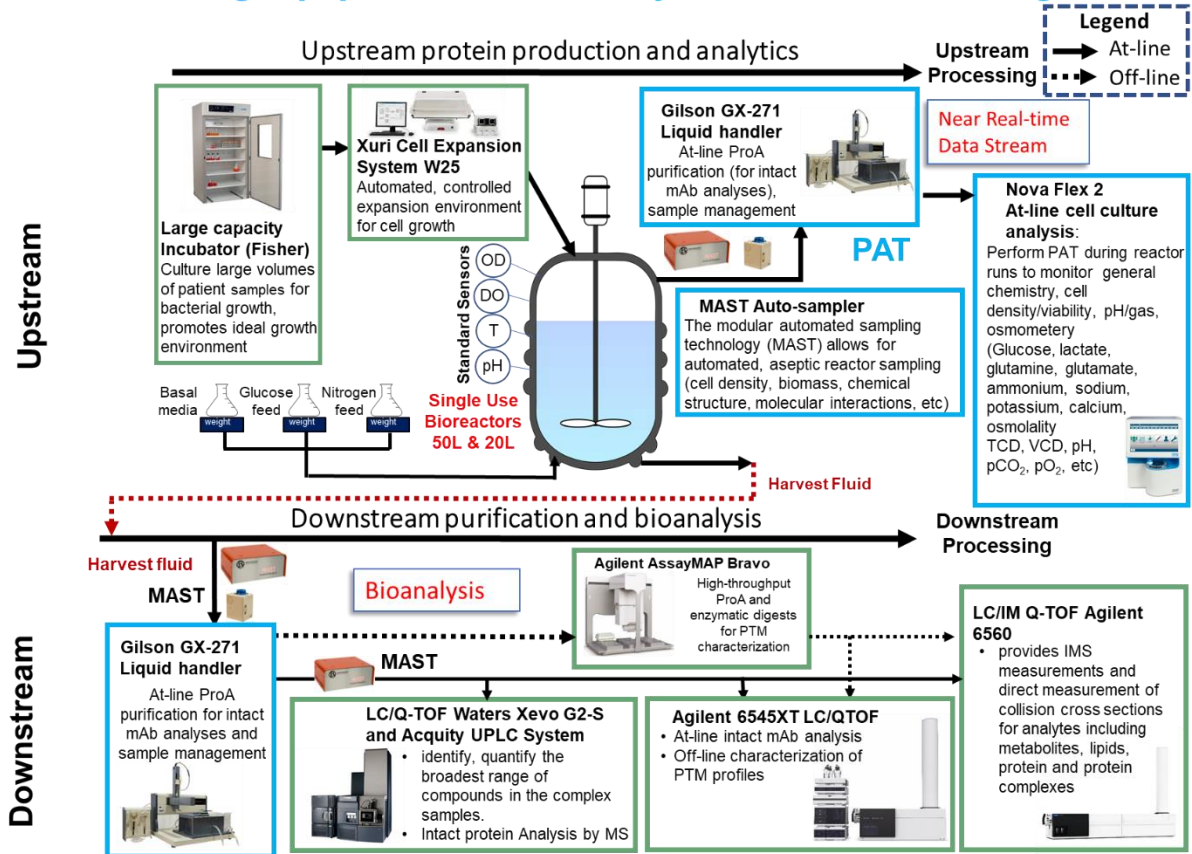 Upstream protein production and analytics
Upstream
Processing
Legend
At-line
Off-line
Upstream
Large capacity
Incubator (Fisher)
Culture large volumes
of patient samples for
bacterial growth,
promotes ideal growth
environment
Xuri Cell Expansion
System W25
Automated, controlled
expansion environment
for cell growth
Gilson GX-271
Liquid handler
At-line ProA
purification (for intact
mAb analyses),
sample management
Near Real-time
Data Stream
PAT
Nova Flex 2
At-line cell culture
analysis:
Perform PAT during reactor
runs to monitor general
chemistry, cell
density/viability, pH/gas,
osmometery
(Glucose, lactate,
glutamine, glutamate,
ammonium, sodium,
potassium, calcium,
osmolality
TCD, VCD, pH,
pCO₂, pO₂, etc)
Standard Sensors
OD
DO
T
pH
MAST Auto-sampler
The modular automated sampling
technology (MAST) allows for
automated, aseptic reactor sampling
(cell density, biomass, chemical
structure, molecular interactions, etc)
Basal
media
Glucose
feed
Nitrogen
feed
weight
weight
weight
Single Use
Bioreactors
50L & 20L
Harvest Fluid
Downstream purification and bioanalysis
Downstream
Processing
Downstream
Harvest fluid
MAST
Bioanalysis
Agilent AssayMAP Bravo
High-throughput
ProA and
enzymatic digests
for PTM
characterization
Gilson GX-271
Liquid handler
At-line ProA
purification for intact
mAb analyses and
sample management
MAST
LC/Q-TOF Waters Xevo G2-S
and Acquity UPLC System
• identify, quantify the
broadest range of
compounds in the complex
samples.
• Intact protein Analysis by MS
Agilent 6545XT LC/QTOF
• At-line intact mAb analysis
• Off-line characterization of
PTM profiles
LC/IM Q-TOF Agilent
6560
• provides IMS
measurements and
direct measurement of
collision cross sections
for analytes including
metabolites, lipids,
protein and protein
complexes